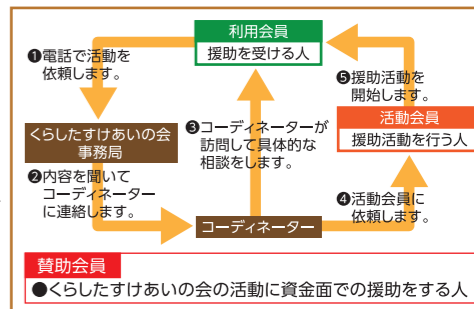 利用会員
援助を受ける人
❶電話で活動を
依頼します。
くらしたすけあいの会
事務局
❷内容を聞いて
コーディネーター
に連絡します。
❸コーディネーターが
訪問して具体的な
相談をします。
コーディネーター
❹活動会員に
依頼します。
活動会員
援助活動を行う人
❺援助活動を
開始します。
賛助会員
●くらしたすけあいの会の活動に資金面での援助をする人